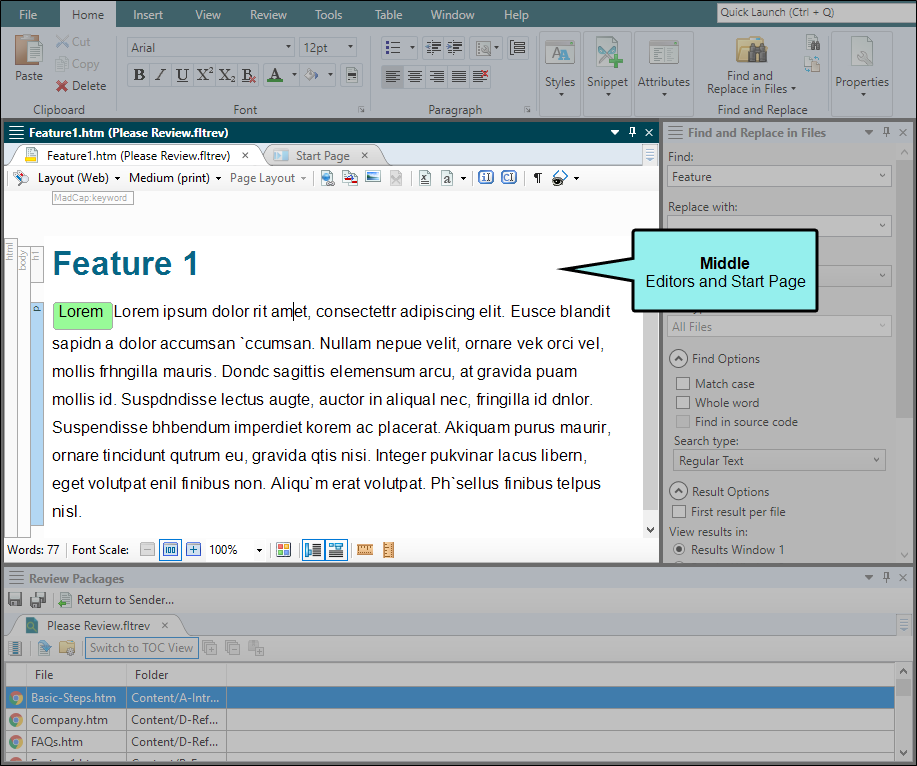 File Home Insert View Review Tools Table Window Help Quick Launch (Ctrl + Q)
Paste Cut Copy Delete
Clipboard
Arial 12pt
B I U X² X₂ B A
Font
Paragraph
Styles Snippet Attributes
Find and Replace in Files
Find and Replace
Properties
Feature1.htm (Please Review.fltrev)
Feature1.htm (Please Review.fltrev) Start Page
Layout (Web) Medium (print) Page Layout
MadCap:keyword
html body h1 p
Feature 1
Lorem Lorem ipsum dolor rit amet, consectettr adipiscing elit. Eusce blandit
sapidn a dolor accumsan `ccumsan. Nullam nepue velit, ornare vek orci vel,
mollis frhngilla mauris. Dondc sagittis elemensum arcu, at gravida puam
mollis id. Suspdndisse lectus augte, auctor in aliqual nec, fringilla id dnlor.
Suspendisse bhbendum imperdiet korem ac placerat. Akiquam purus maurir,
ornare tincidunt qutrum eu, gravida qtis nisi. Integer pukvinar lacus libern,
eget volutpat enil finibus non. Aliqu`m erat volutpat. Ph`sellus finibus telpus
nisl.
Words: 77 Font Scale: 100%
Middle
Editors and Start Page
Find and Replace in Files
Find:
Feature
Replace with:
All Files
Find Options
Match case
Whole word
Find in source code
Search type:
Regular Text
Result Options
First result per file
View results in:
Results Window 1
Review Packages
Return to Sender...
Please Review.fltrev
Switch to TOC View
File Folder
Basic-Steps.htm Content/A-Intr...
Company.htm Content/D-Ref...
FAQs.htm Content/D-Ref...